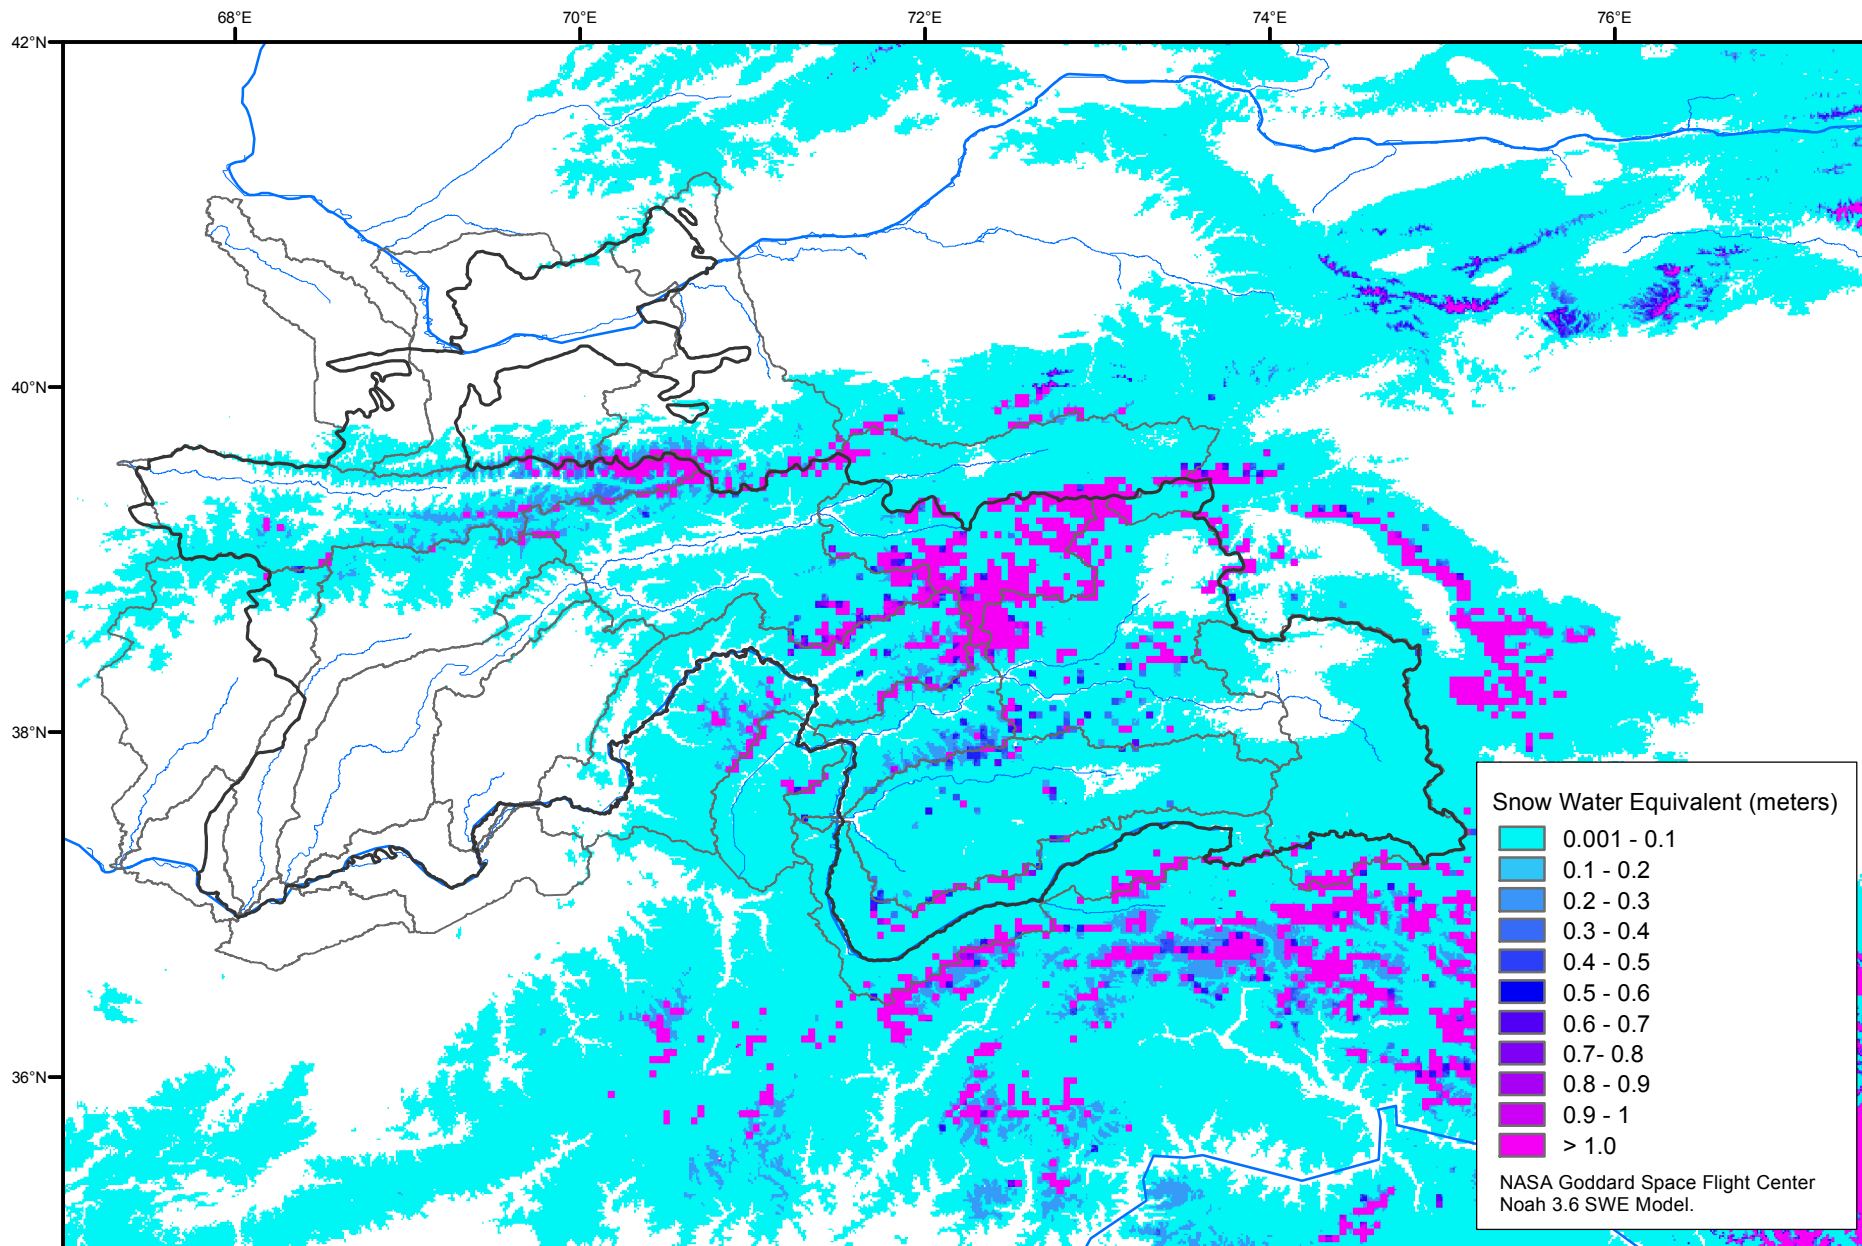 68°E 70°E 72°E 74°E 76°E
42°N
40°N
38°N
36°N
Snow Water Equivalent (meters)
0.001 - 0.1
0.1 - 0.2
0.2 - 0.3
0.3 - 0.4
0.4 - 0.5
0.5 - 0.6
0.6 - 0.7
0.7- 0.8
0.8 - 0.9
0.9 - 1
> 1.0
NASA Goddard Space Flight Center
Noah 3.6 SWE Model.